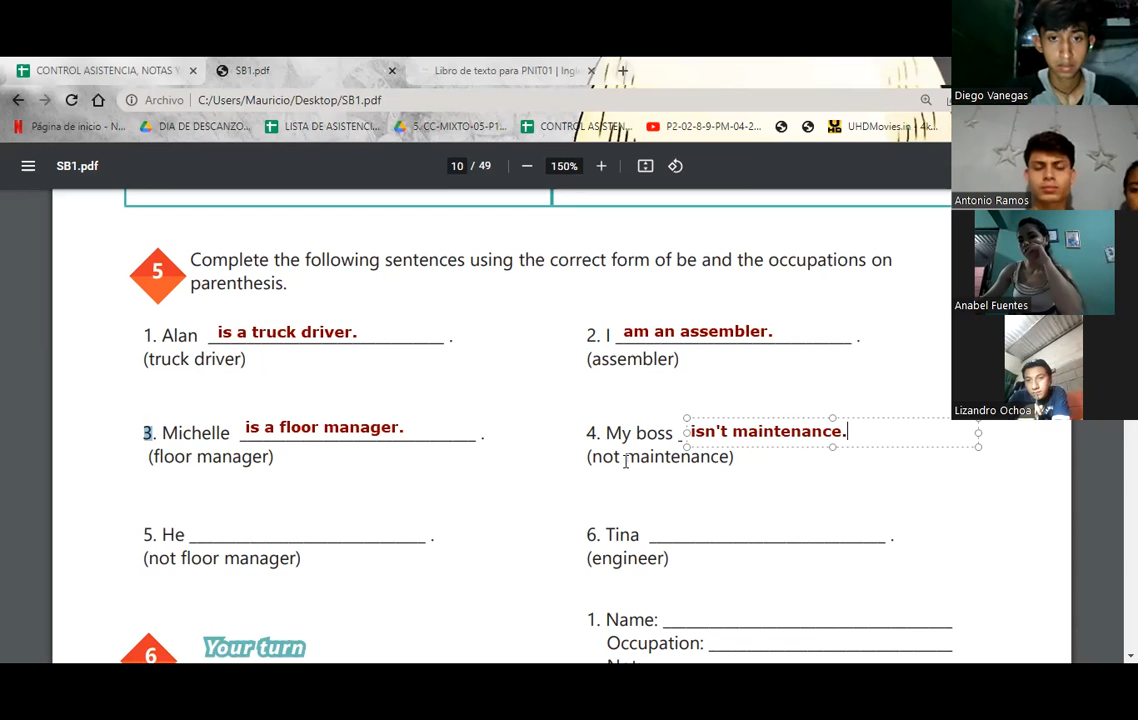 CONTROL ASISTENCIA, NOTAS Y
SB1.pdf
Libro de texto para PNIT01 | Ingl
Archivo | C:/Users/Mauricio/Desktop/SB1.pdf
Página de inicio - N...
DIA DE DESCANZO...
LISTA DE ASISTENCI...
5. CC-MIXTO-05-P1...
CONTROL ASISTEN...
P2-02-8-9-PM-04-2...
UHDMovies.in | 4k...
SB1.pdf
10 / 49
150%
5
Complete the following sentences using the correct form of be and the occupations on
parenthesis.
1. Alan is a truck driver. .
(truck driver)
2. I am an assembler. .
(assembler)
3. Michelle is a floor manager. .
(floor manager)
4. My boss isn't maintenance.
(not maintenance)
5. He .
(not floor manager)
6. Tina .
(engineer)
6
Your turn
1. Name:
Occupation:
Diego Vanegas
Antonio Ramos
Anabel Fuentes
Lizandro Ochoa